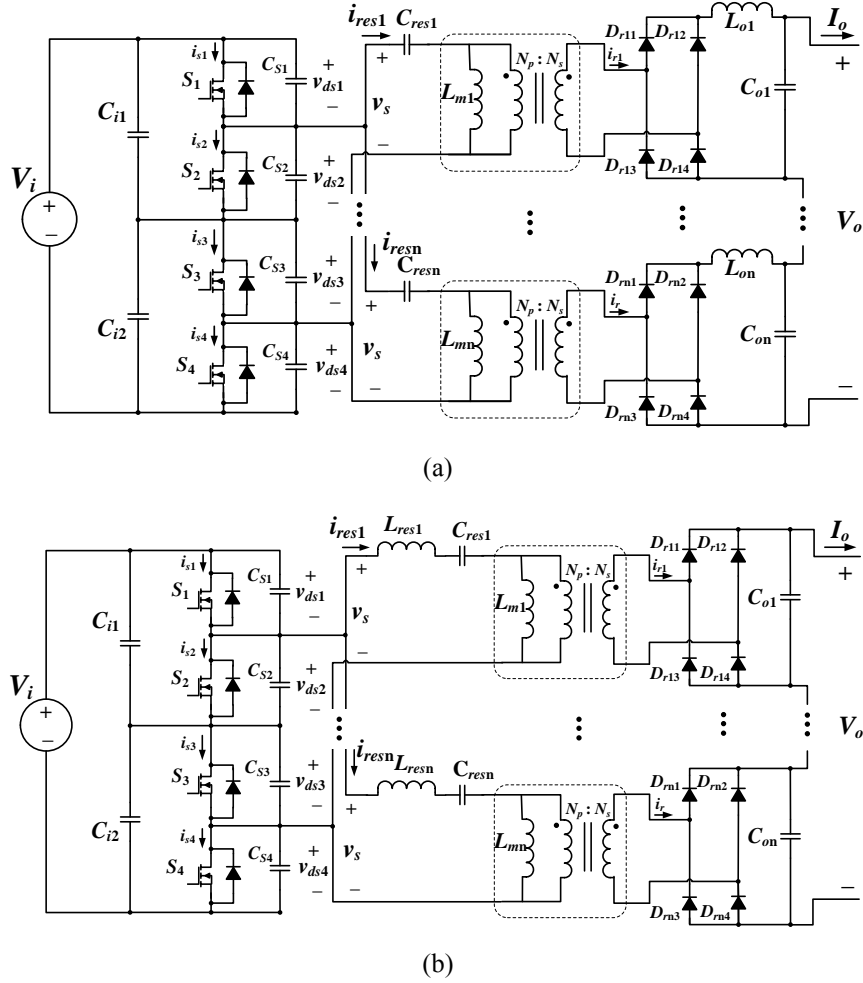 i_res1 C_res1 L_o1 I_o
i_s1 C_S1 + + D_r11 D_r12 +
S_1 v_ds1 N_p : N_s i_r1
C_i1 − v_s L_m1 C_o1
i_s2 C_S2 +
S_2 v_ds2 − D_r13 D_r14
V_i −
+ − i_resn V_o
i_s3 C_resn L_on
S_3 C_S3 + + D_rn1 D_rn2
v_ds3 N_p : N_s i_r
C_i2 − v_s L_mn C_on
i_s4 C_S4 +
S_4 v_ds4 − D_rn3 D_rn4 −
−
(a)
i_res1 L_res1 C_res1 I_o
i_s1 C_S1 + + D_r11 D_r12 +
S_1 v_ds1 N_p : N_s i_r1
C_i1 − v_s L_m1 C_o1
i_s2 C_S2 +
S_2 v_ds2 − D_r13 D_r14
V_i −
+ − i_resn V_o
i_s3 L_resn C_resn
S_3 C_S3 + + D_rn1 D_rn2
v_ds3 N_p : N_s i_r
C_i2 − v_s L_mn C_on
i_s4 C_S4 +
S_4 v_ds4 − D_rn3 D_rn4 −
−
(b)